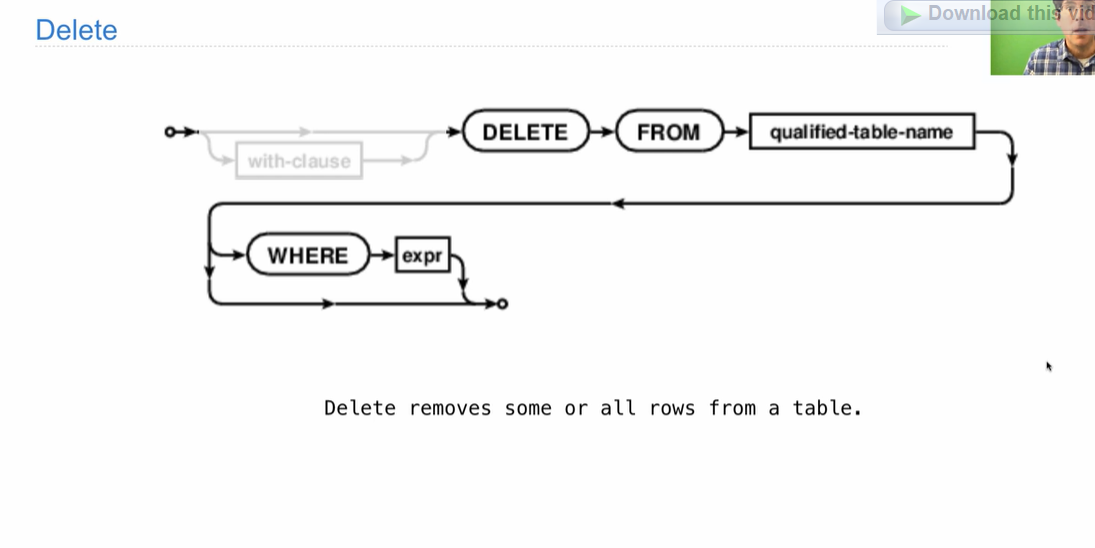 Delete
Download this vid
DELETE FROM qualified-table-name
with-clause
WHERE expr
Delete removes some or all rows from a table.